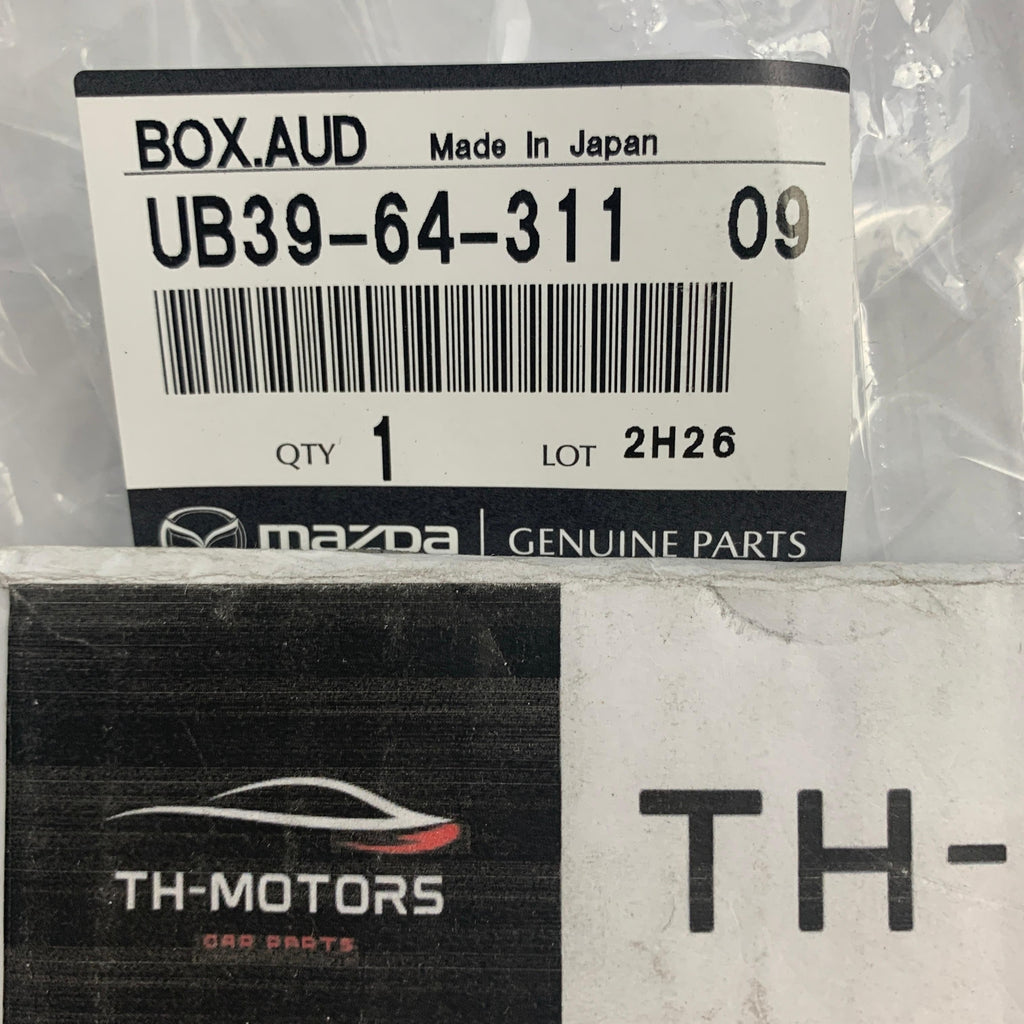 BOX.AUD Made In Japan
UB39-64-311 09
QTY 1 LOT 2H26
mazda GENUINE PARTS
TH-
TH-MOTORS
CAR PARTS